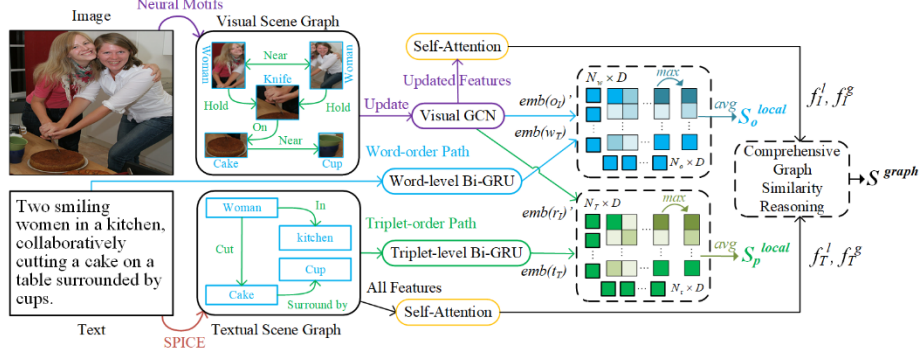 Image
Neural Motifs
Visual Scene Graph
Woman
Near
Woman
Knife
Hold
Hold
On
Near
Cake
Cup
Update
Self-Attention
Updated Features
Visual GCN
emb(o_I)'
emb(w_T)
N_w × D
max
avg
S_o^local
N_o × D
f_I^l, f_I^g
Word-order Path
Word-level Bi-GRU
Comprehensive
Graph
Similarity
Reasoning
S^graph
Two smiling
women in a kitchen,
collaboratively
cutting a cake on a
table surrounded by
cups.
Text
SPICE
Woman
In
kitchen
Cut
Cup
Cake
Surround by
Textual Scene Graph
Triplet-order Path
Triplet-level Bi-GRU
emb(r_I)'
emb(t_T)
N_T × D
max
avg
S_p^local
f_T^l, f_T^g
All Features
Self-Attention